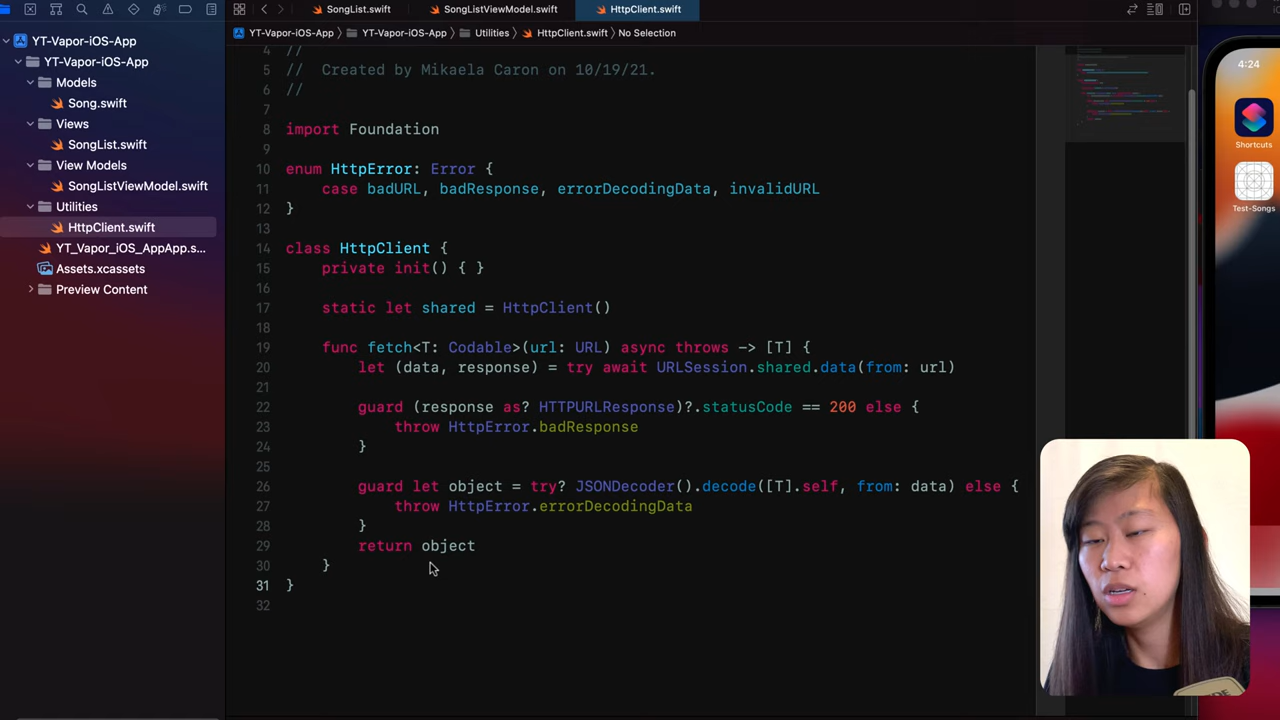 SongList.swift
SongListViewModel.swift
HttpClient.swift
YT-Vapor-iOS-App
YT-Vapor-iOS-App
Utilities
HttpClient.swift
No Selection
YT-Vapor-iOS-App
YT-Vapor-iOS-App
Models
Song.swift
Views
SongList.swift
View Models
SongListViewModel.swift
Utilities
HttpClient.swift
YT_Vapor_iOS_AppApp.s...
Assets.xcassets
Preview Content
4 //
5 // Created by Mikaela Caron on 10/19/21.
6 //
7
8 import Foundation
9
10 enum HttpError: Error {
11 case badURL, badResponse, errorDecodingData, invalidURL
12 }
13
14 class HttpClient {
15 private init() { }
16
17 static let shared = HttpClient()
18
19 func fetch<T: Codable>(url: URL) async throws -> [T] {
20 let (data, response) = try await URLSession.shared.data(from: url)
21
22 guard (response as? HTTPURLResponse)?.statusCode == 200 else {
23 throw HttpError.badResponse
24 }
25
26 guard let object = try? JSONDecoder().decode([T].self, from: data) else {
27 throw HttpError.errorDecodingData
28 }
29 return object
30 }
31 }
32
4:24
Shortcuts
Test-Songs